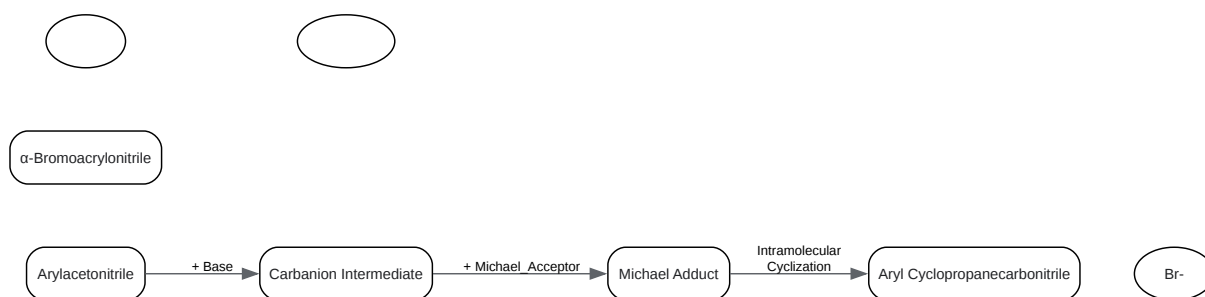 α-Bromoacrylonitrile
Arylacetonitrile
+ Base
Carbanion Intermediate
+ Michael_Acceptor
Michael Adduct
Intramolecular
Cyclization
Aryl Cyclopropanecarbonitrile
Br-